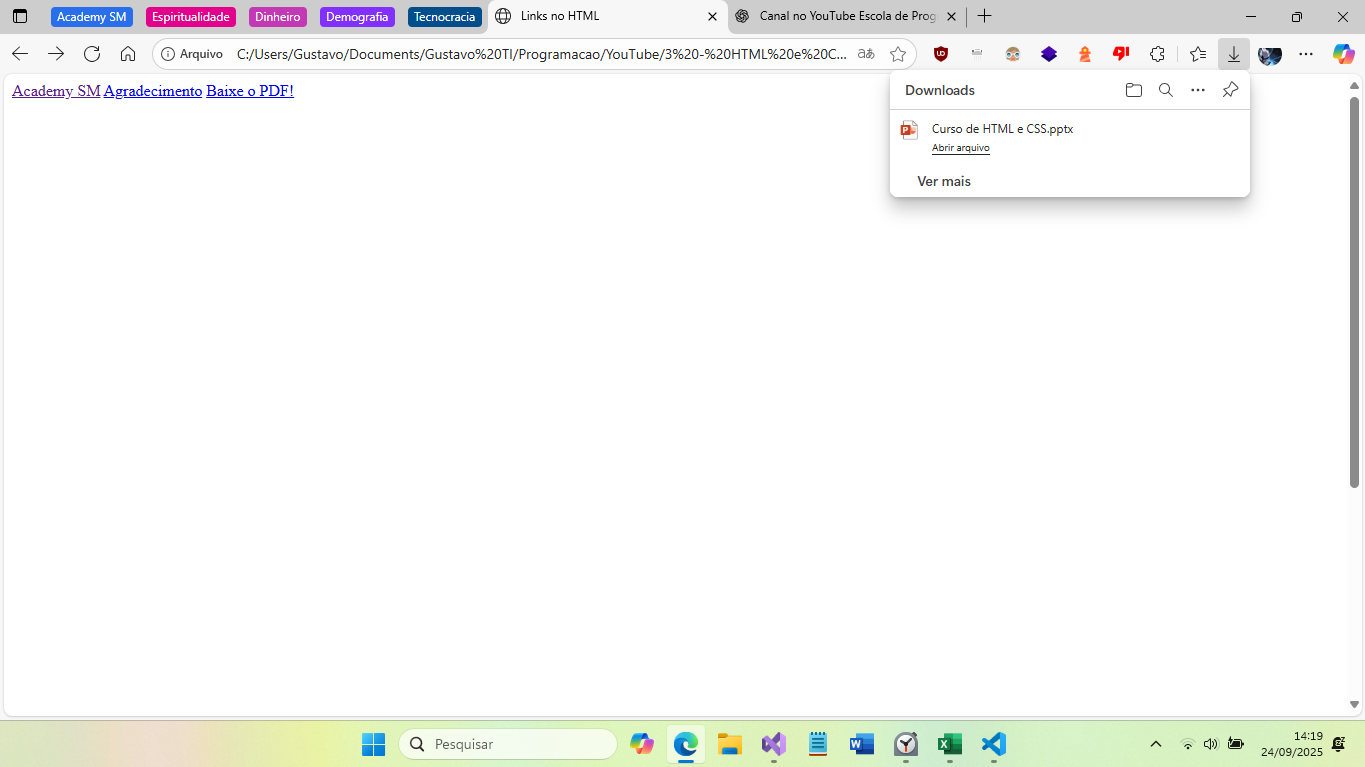 Academy SM
Espiritualidade
Dinheiro
Demografia
Tecnocracia
Links no HTML
Canal no YouTube Escola de Prog
Arquivo
C:/Users/Gustavo/Documents/Gustavo%20TI/Programacao/YouTube/3%20-%20HTML%20e%20C...
Academy SM Agradecimento Baixe o PDF!
Downloads
Curso de HTML e CSS.pptx
Abrir arquivo
Ver mais
Pesquisar
14:19
24/09/2025